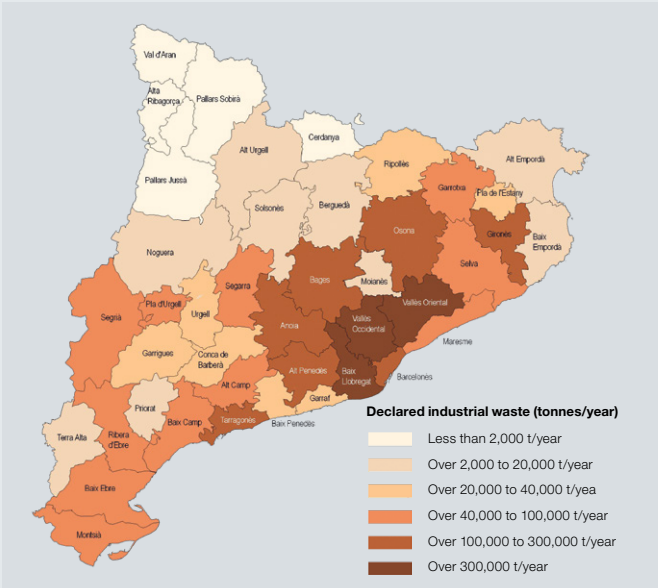 Val d'Aran
Alta
Ribagorça
Pallars Sobirà
Cerdanya
Alt Urgell
Ripollès
Alt Empordà
Garrotxa
Pla de l'Estany
Pallars Jussà
Solsonès
Berguedà
Osona
Gironès
Baix
Empordà
Noguera
Bages
Moianès
Selva
Segarra
Vallès Oriental
Pla d'Urgell
Segrià
Urgell
Anoia
Vallès
Occidental
Maresme
Garrigues
Conca de
Barberà
Alt Penedès
Baix
Llobregat
Barcelonès
Alt Camp
Priorat
Garraf
Baix Penedès
Tarragonès
Baix Camp
Terra Alta
Ribera
d'Ebre
Baix Ebre
Montsià
Declared industrial waste (tonnes/year)
Less than 2,000 t/year
Over 2,000 to 20,000 t/year
Over 20,000 to 40,000 t/yea
Over 40,000 to 100,000 t/year
Over 100,000 to 300,000 t/year
Over 300,000 t/year